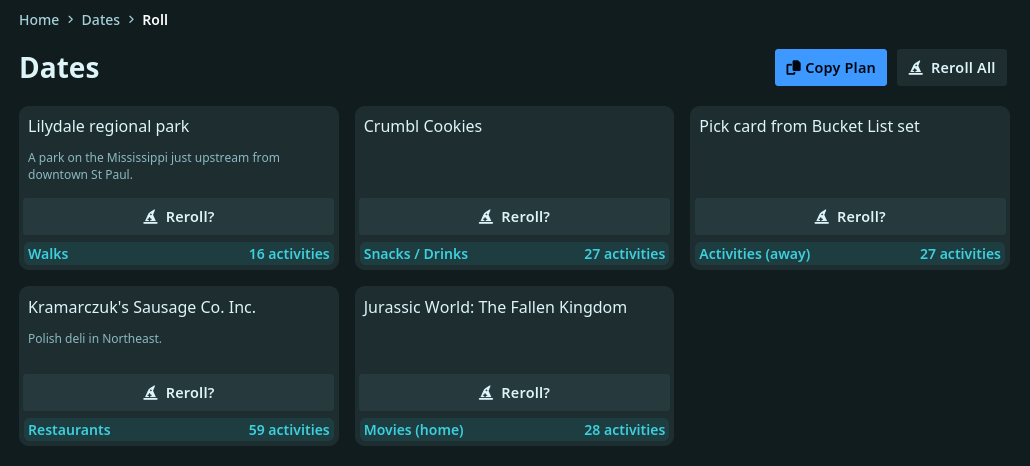 Home > Dates > Roll
Dates
Copy Plan
Reroll All
Lilydale regional park
A park on the Mississippi just upstream from
downtown St Paul.
Reroll?
Walks 16 activities
Crumbl Cookies
Reroll?
Snacks / Drinks 27 activities
Pick card from Bucket List set
Reroll?
Activities (away) 27 activities
Kramarczuk's Sausage Co. Inc.
Polish deli in Northeast.
Reroll?
Restaurants 59 activities
Jurassic World: The Fallen Kingdom
Reroll?
Movies (home) 28 activities